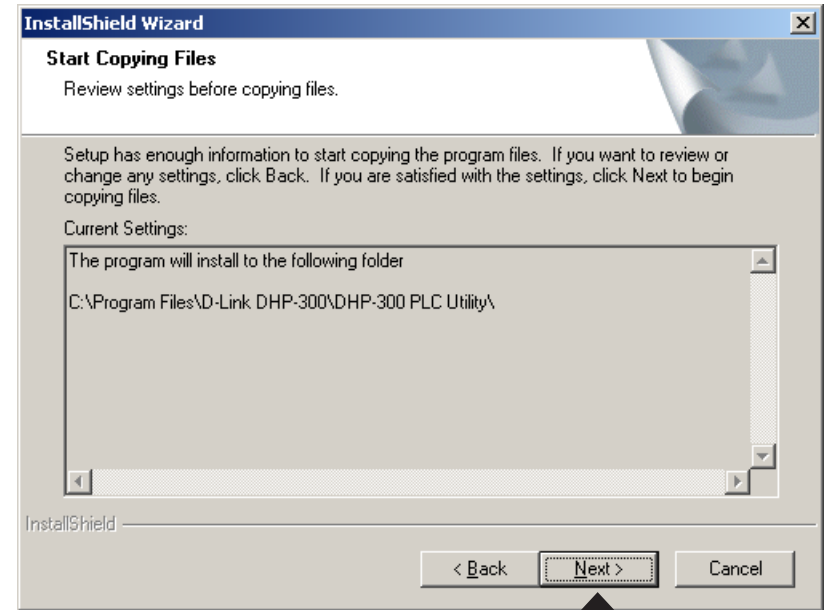 InstallShield Wizard
Start Copying Files
Review settings before copying files.
Setup has enough information to start copying the program files. If you want to review or
change any settings, click Back. If you are satisfied with the settings, click Next to begin
copying files.
Current Settings:
The program will install to the following folder
C:\Program Files\D-Link DHP-300\DHP-300 PLC Utility\
InstallShield
< Back Next > Cancel